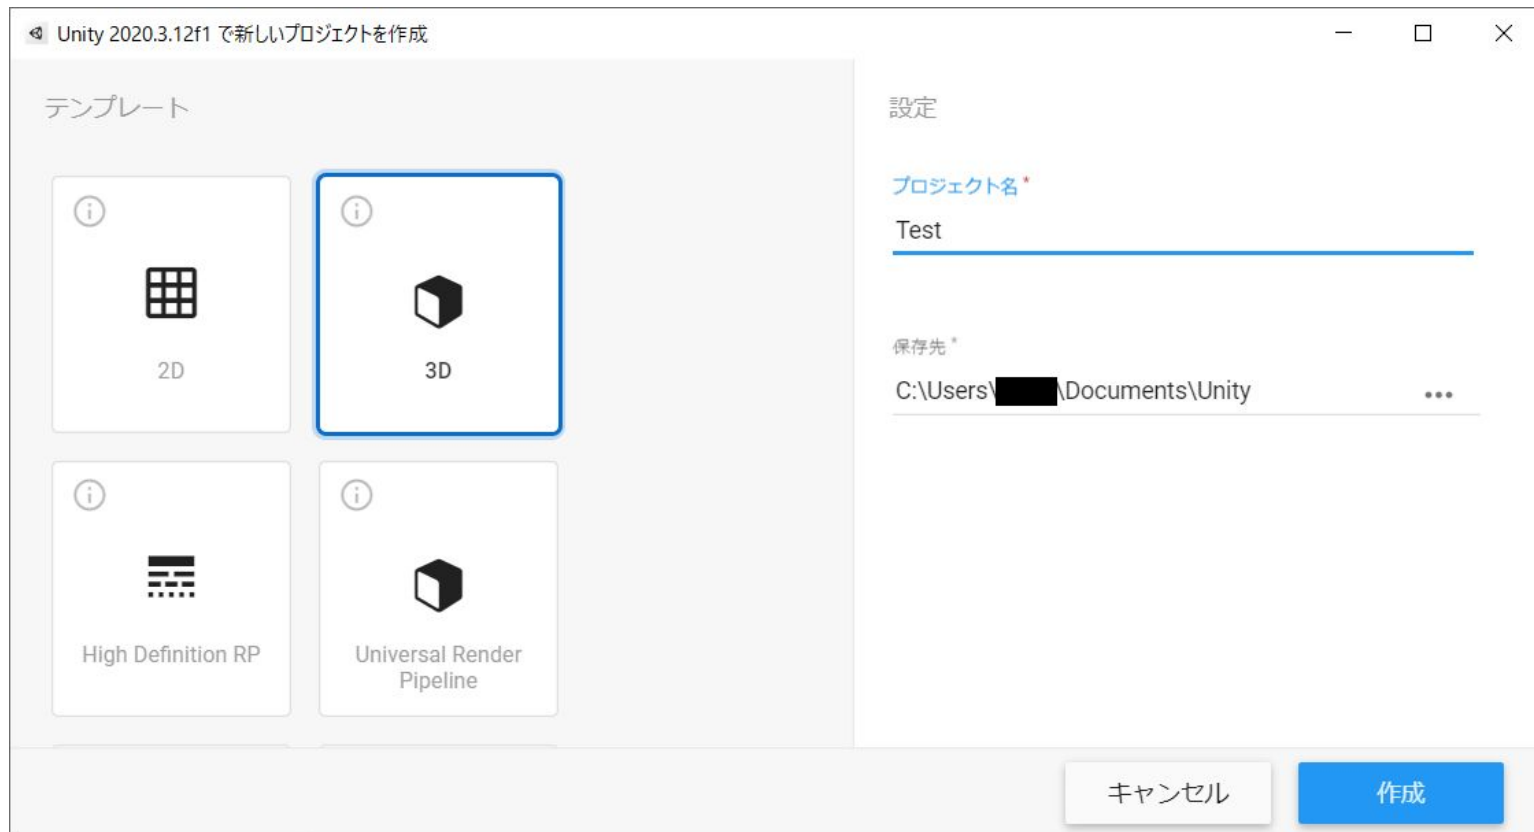 Unity 2020.3.12f1 で新しいプロジェクトを作成
テンプレート
2D
3D
High Definition RP
Universal Render
Pipeline
設定
プロジェクト名*
Test
保存先*
C:\Users\ \Documents\Unity
キャンセル
作成